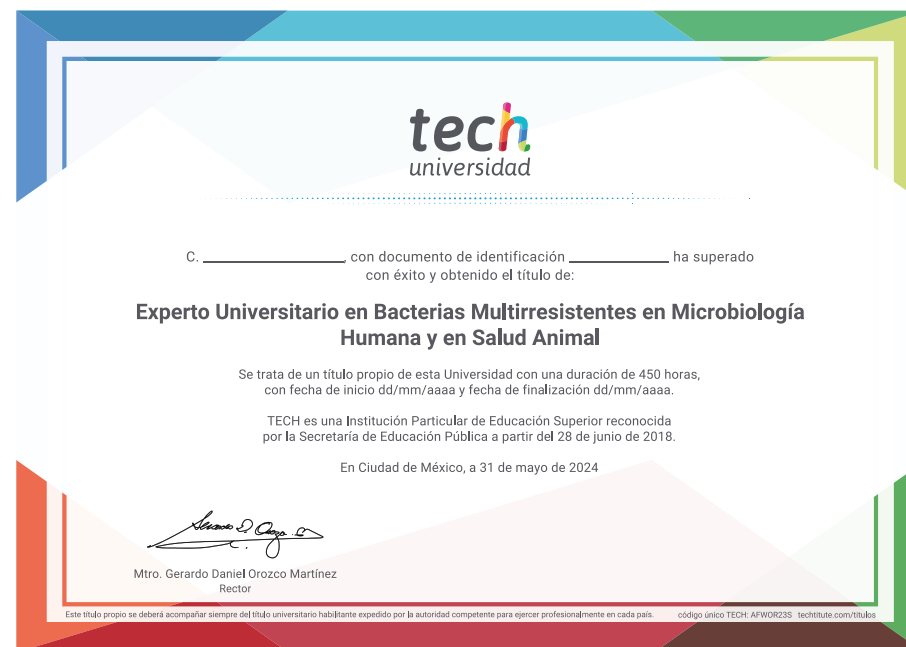 tech
universidad
C. ____________, con documento de identificación ____________ ha superado
con éxito y obtenido el título de:
Experto Universitario en Bacterias Multirresistentes en Microbiología
Humana y en Salud Animal
Se trata de un título propio de esta Universidad con una duración de 450 horas,
con fecha de inicio dd/mm/aaaa y fecha de finalización dd/mm/aaaa.
TECH es una Institución Particular de Educación Superior reconocida
por la Secretaría de Educación Pública a partir del 28 de junio de 2018.
En Ciudad de México, a 31 de mayo de 2024
Mtro. Gerardo Daniel Orozco Martínez
Rector
Este título propio se deberá acompañar siempre del título universitario habilitante expedido por la autoridad competente para ejercer profesionalmente en cada país. código único TECH: AFWOR23S techtitute.com/titulos